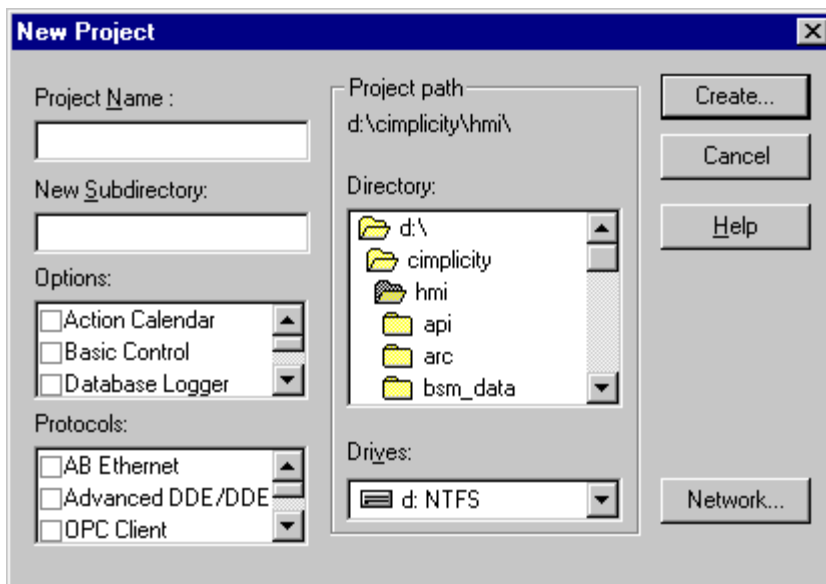 New Project
Project Name :
New Subdirectory:
Options:
Action Calendar
Basic Control
Database Logger
Protocols:
AB Ethernet
Advanced DDE/DDE
OPC Client
Project path
d:\cimplicity\hmi\
Directory:
d:\
cimplicity
hmi
api
arc
bsm_data
Drives:
d: NTFS
Create...
Cancel
Help
Network...